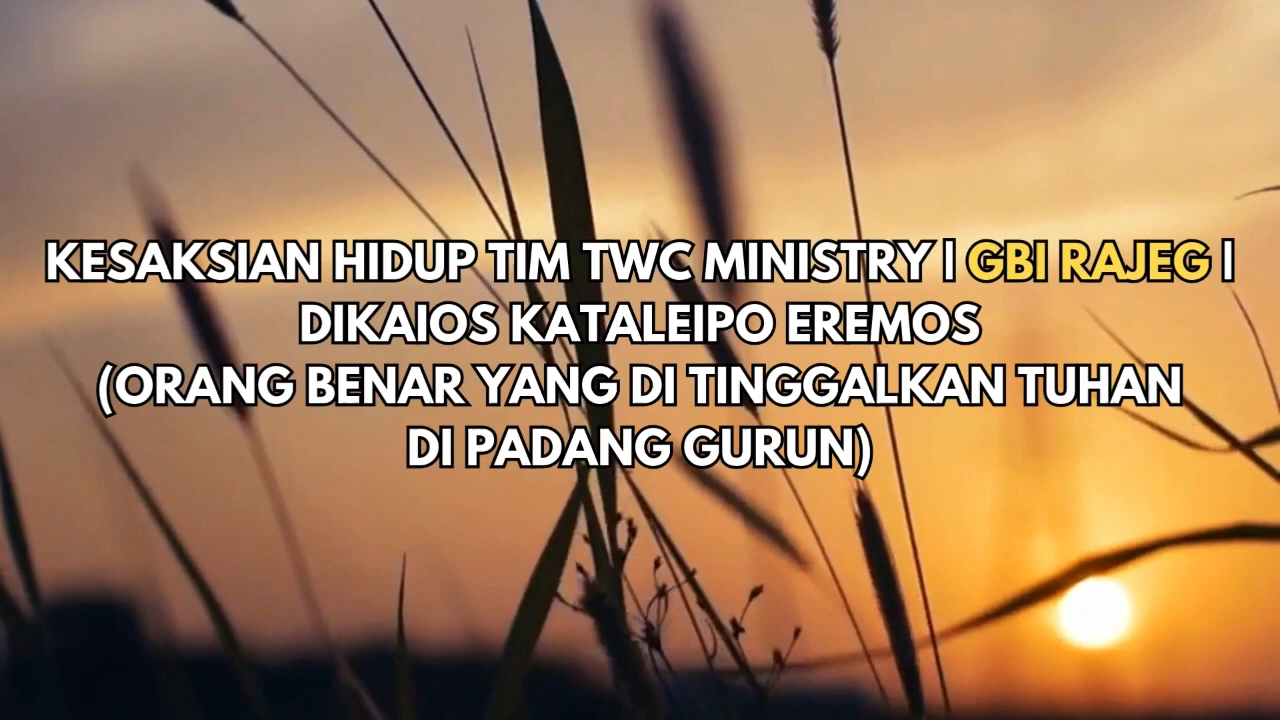 KESAKSIAN HIDUP TIM TWC MINISTRY | GBI RAJEG |
DIKAIOS KATALEIPO EREMOS
(ORANG BENAR YANG DI TINGGALKAN TUHAN
DI PADANG GURUN)